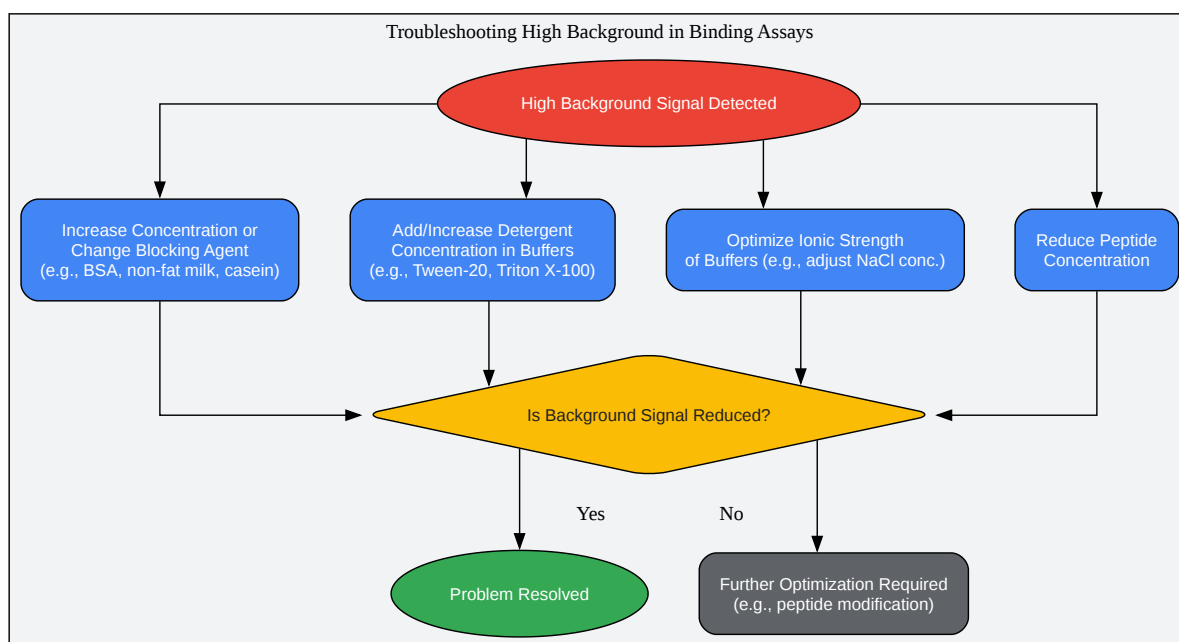 Troubleshooting High Background in Binding Assays
High Background Signal Detected
Increase Concentration or
Change Blocking Agent
(e.g., BSA, non-fat milk, casein)
Add/Increase Detergent
Concentration in Buffers
(e.g., Tween-20, Triton X-100)
Optimize Ionic Strength
of Buffers (e.g., adjust NaCl conc.)
Reduce Peptide
Concentration
Is Background Signal Reduced?
Yes
No
Problem Resolved
Further Optimization Required
(e.g., peptide modification)